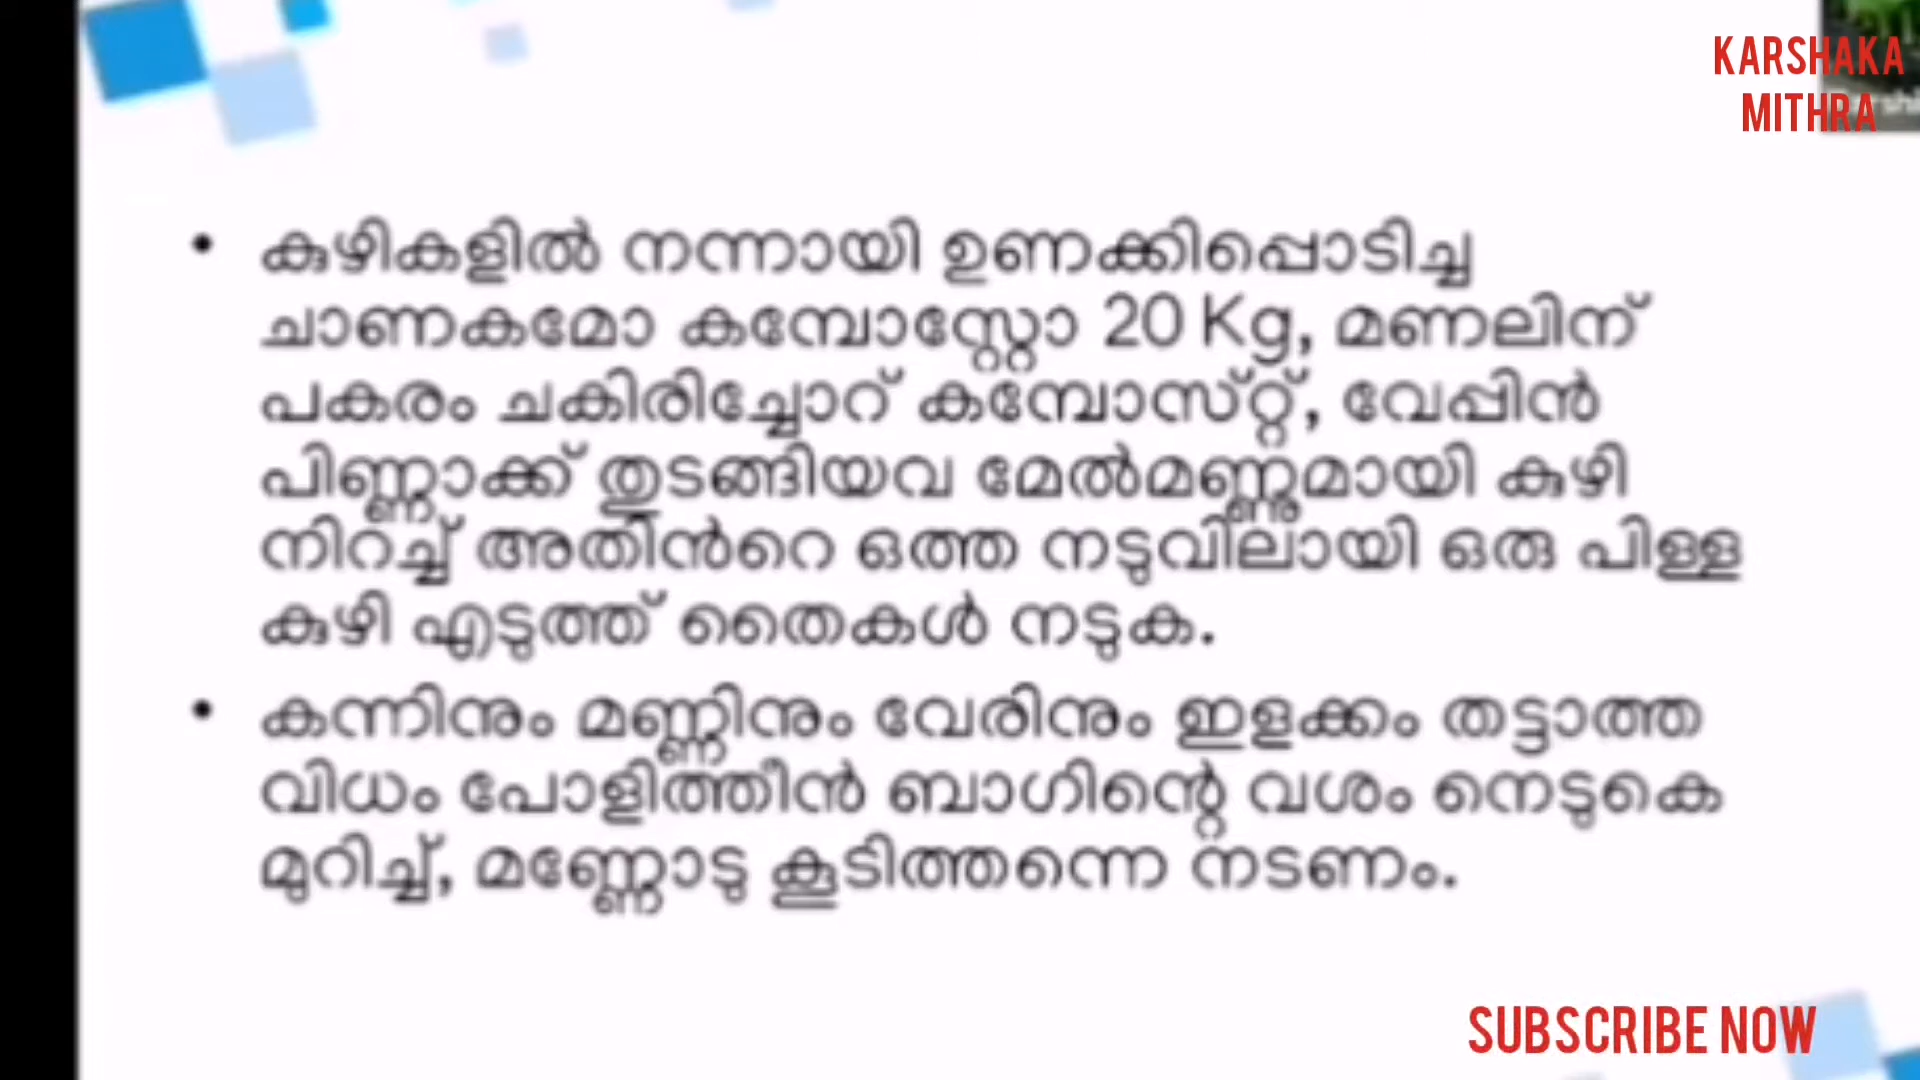 KARSHAKA
MITHRA
• കുഴികളിൽ നന്നായി ഉണക്കിപ്പൊടിച്ച
ചാണകമോ കമ്പോസ്റ്റോ 20 Kg, മണലിന്
പകരം ചകിരിച്ചോറ് കമ്പോസ്റ്റ്, വേപ്പിൻ
പിണ്ണാക്ക് തുടങ്ങിയവ മേൽമണ്ണുമായി കുഴി
നിറച്ച് അതിൻറെ ഒത്ത നടുവിലായി ഒരു പിള്ള
കുഴി എടുത്ത് തൈകൾ നടുക.
• കന്നിനും മണ്ണിനും വേരിനും ഇളക്കം തട്ടാത്ത
വിധം പോളിത്തീൻ ബാഗിന്റെ വശം നെടുകെ
മുറിച്ച്, മണ്ണോടു കൂടിത്തന്നെ നടണം.
SUBSCRIBE NOW